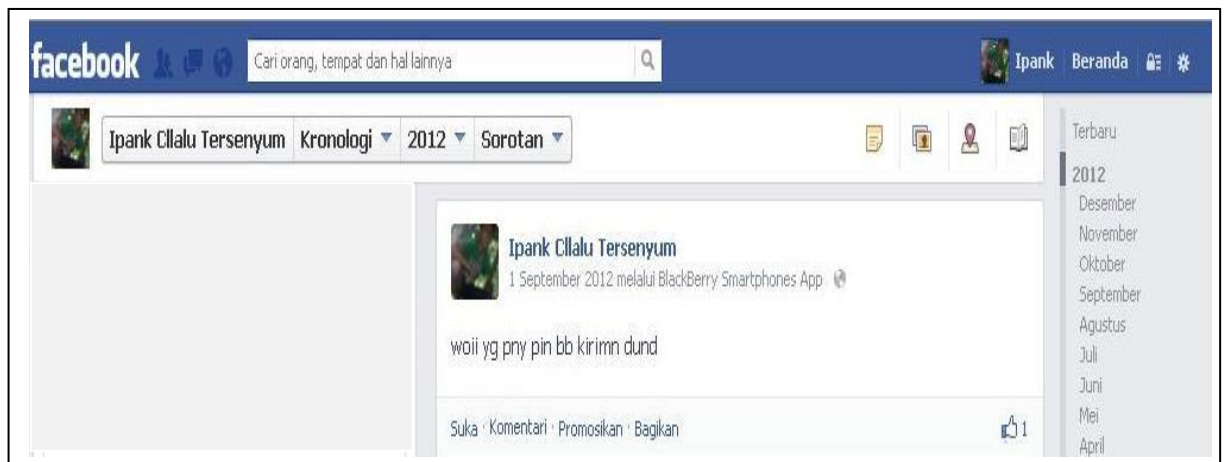 facebook Cari orang, tempat dan hal lainnya Ipank Beranda
Ipank Cllalu Tersenyum Kronologi 2012 Sorotan
Ipank Cllalu Tersenyum
1 September 2012 melalui BlackBerry Smartphones App
woii yg pny pin bb kirimn dund
Suka · Komentari · Promosikan · Bagikan 1
Terbaru
2012
Desember
November
Oktober
September
Agustus
Juli
Juni
Mei
April